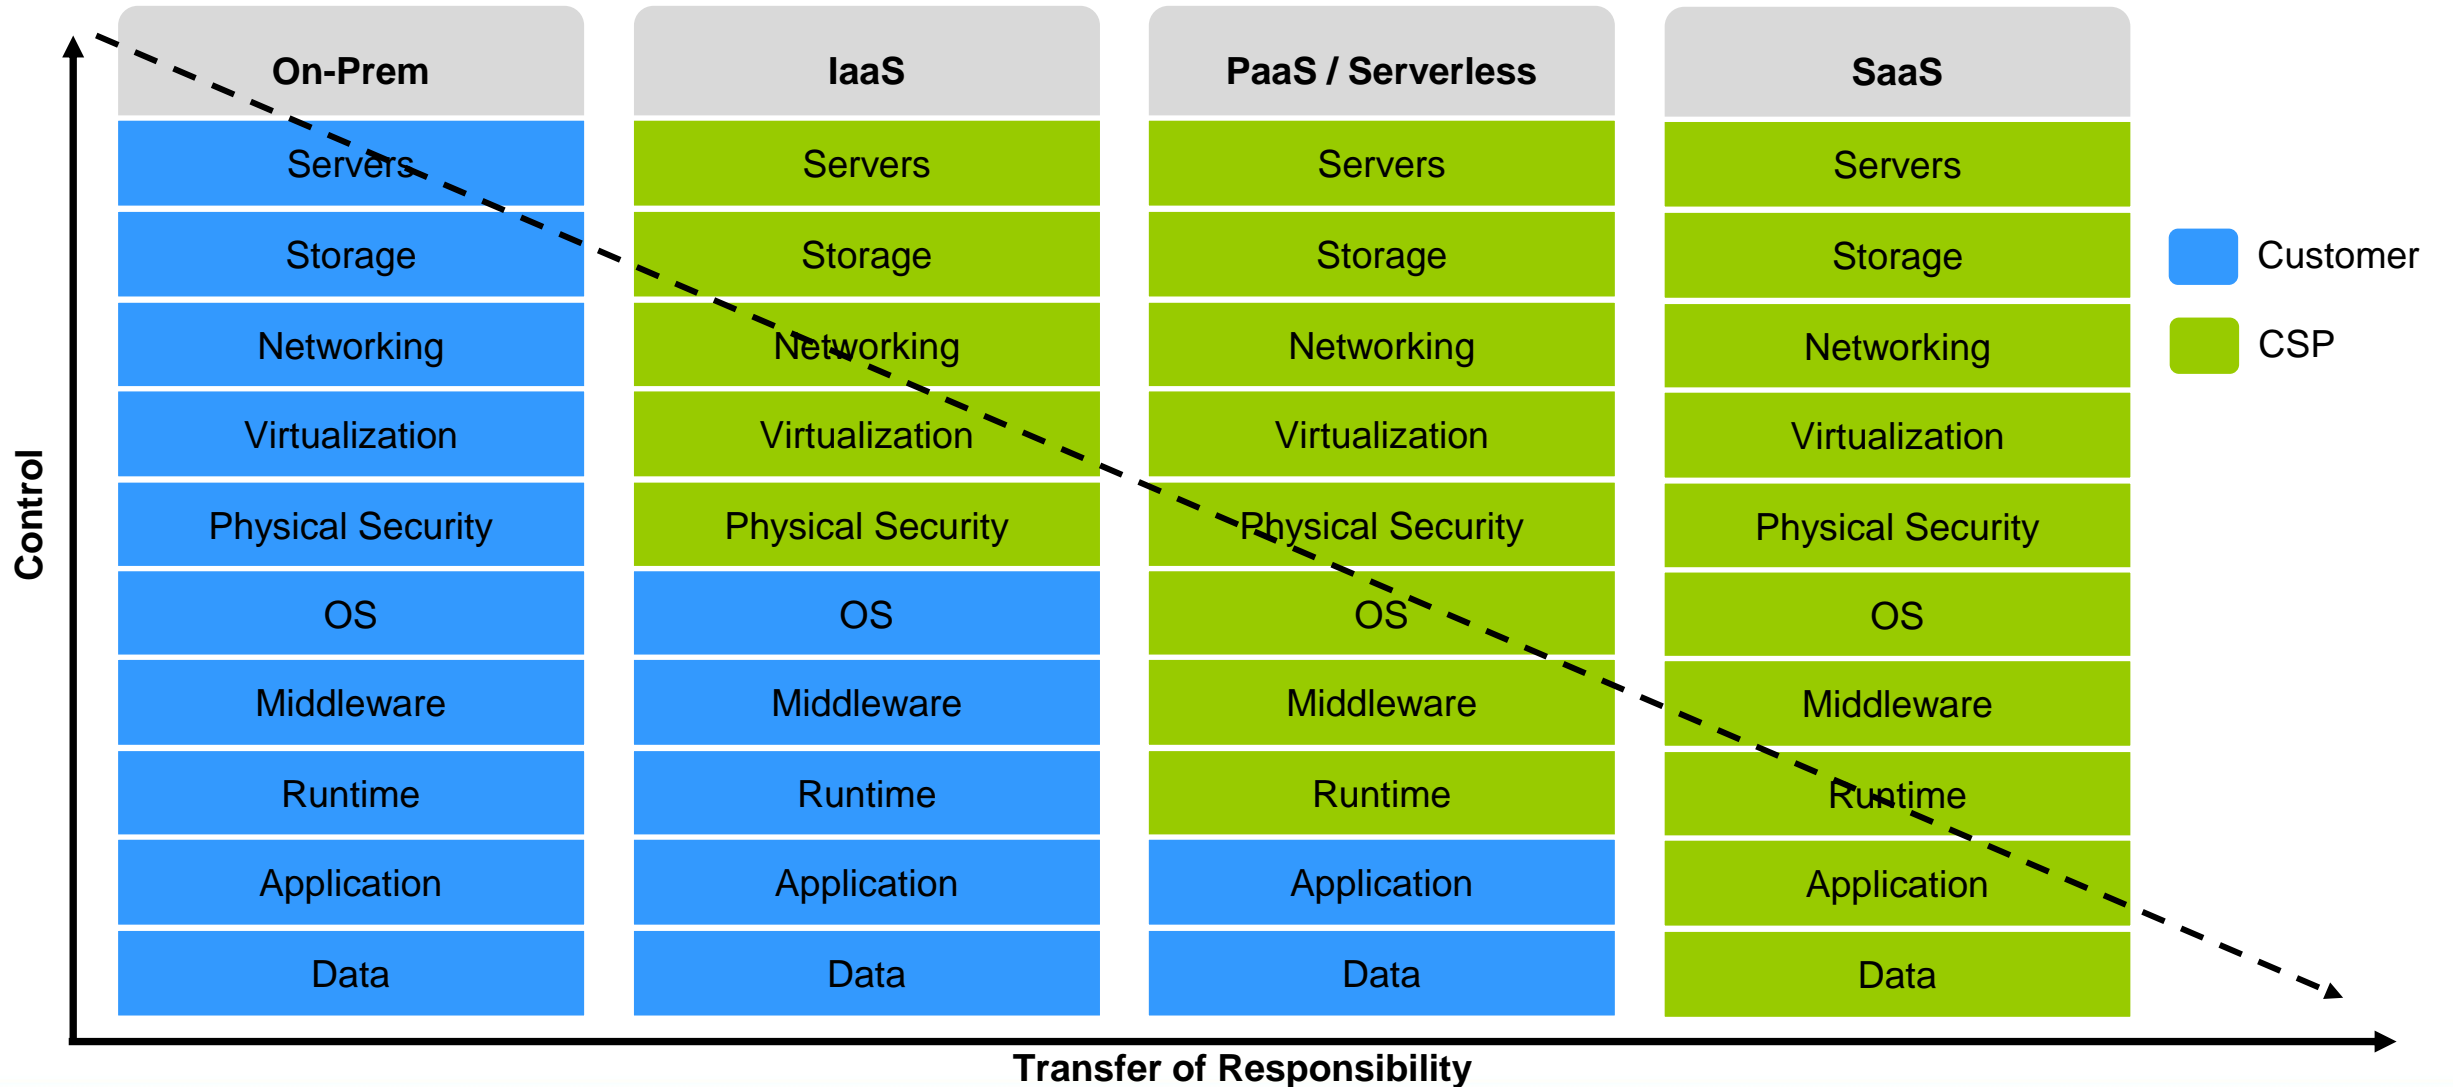 On-Prem
IaaS
PaaS / Serverless
SaaS
Servers
Servers
Servers
Servers
Storage
Storage
Storage
Storage
Networking
Networking
Networking
Networking
Virtualization
Virtualization
Virtualization
Virtualization
Physical Security
Physical Security
Physical Security
Physical Security
OS
OS
OS
OS
Middleware
Middleware
Middleware
Middleware
Runtime
Runtime
Runtime
Runtime
Application
Application
Application
Application
Data
Data
Data
Data
Customer
CSP
Control
Transfer of Responsibility